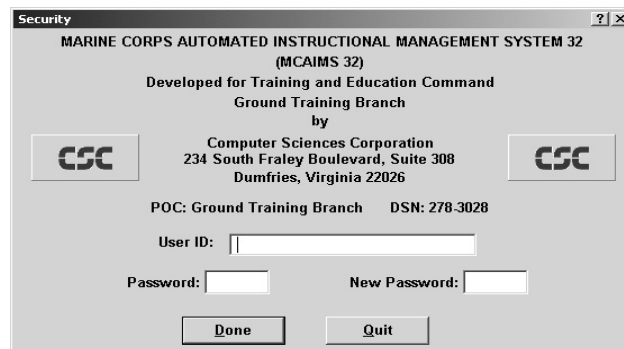 Security
MARINE CORPS AUTOMATED INSTRUCTIONAL MANAGEMENT SYSTEM 32
(MCAIMS 32)
Developed for Training and Education Command
Ground Training Branch
by
Computer Sciences Corporation
234 South Fraley Boulevard, Suite 308
Dumfries, Virginia 22026
CSC
CSC
POC: Ground Training Branch DSN: 278-3028
User ID:
Password: New Password:
Done Quit